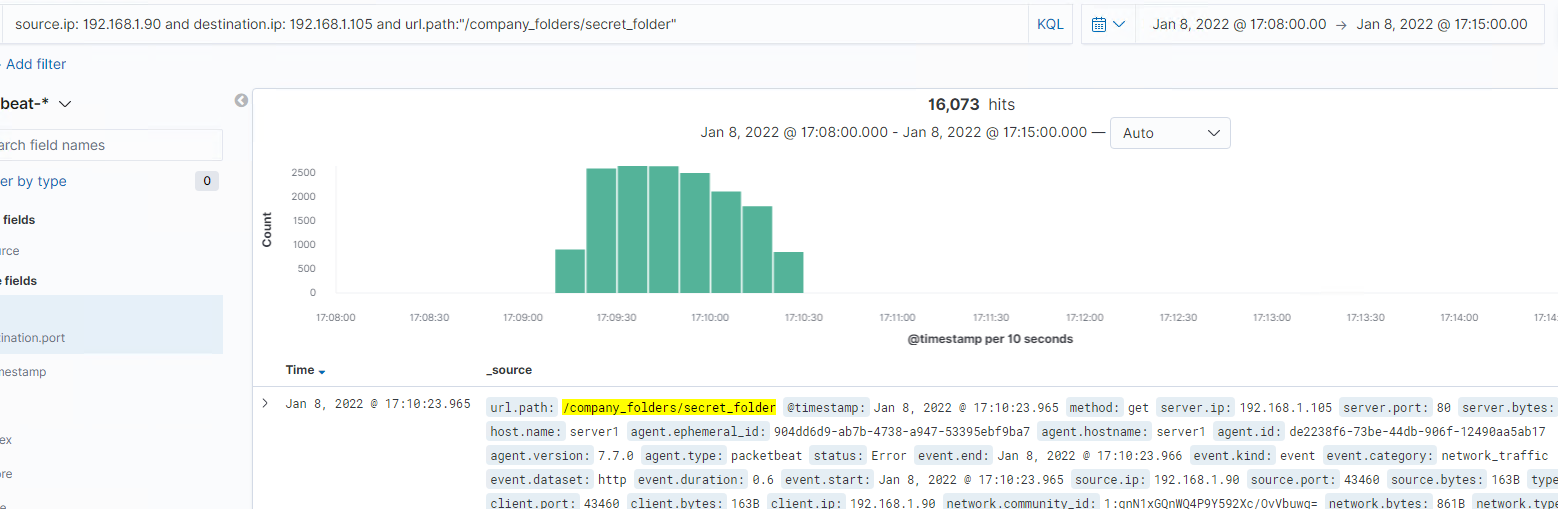 source.ip: 192.168.1.90 and destination.ip: 192.168.1.105 and url.path:"/company_folders/secret_folder" KQL Jan 8, 2022 @ 17:08:00.00 → Jan 8, 2022 @ 17:15:00.00
Add filter
beat-*
16,073 hits
Jan 8, 2022 @ 17:08:00.000 - Jan 8, 2022 @ 17:15:00.000 — Auto
arch field names
er by type 0
fields
urce
e fields
ination.port
mestamp
ex
ore
e
Count
2500
2000
1500
1000
500
0
17:08:00 17:08:30 17:09:00 17:09:30 17:10:00 17:10:30 17:11:00 17:11:30 17:12:00 17:12:30 17:13:00 17:13:30 17:14:00 17:14:
@timestamp per 10 seconds
Time _source
Jan 8, 2022 @ 17:10:23.965 url.path: /company_folders/secret_folder @timestamp: Jan 8, 2022 @ 17:10:23.965 method: get server.ip: 192.168.1.105 server.port: 80 server.bytes:
host.name: server1 agent.ephemeral_id: 904dd6d9-ab7b-4738-a947-53395ebf9ba7 agent.hostname: server1 agent.id: de2238f6-73be-44db-906f-12490aa5ab17
agent.version: 7.7.0 agent.type: packetbeat status: Error event.end: Jan 8, 2022 @ 17:10:23.966 event.kind: event event.category: network_traffic
event.dataset: http event.duration: 0.6 event.start: Jan 8, 2022 @ 17:10:23.965 source.ip: 192.168.1.90 source.port: 43460 source.bytes: 163B type
client.port: 43460 client.bytes: 163B client.ip: 192.168.1.90 network.community_id: 1:gnN1xGQnWQ4P9Y592Xc/OvVbuwg= network.bytes: 861B network.type